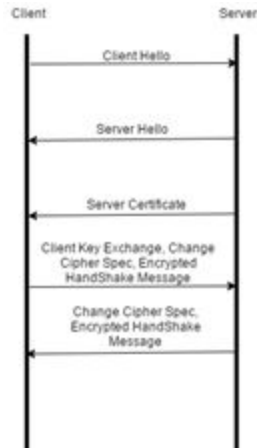 Client Server
Client Hello
Server Hello
Server Certificate
Client Key Exchange, Change
Cipher Spec, Encrypted
HandShake Message
Change Cipher Spec,
Encrypted HandShake
Message